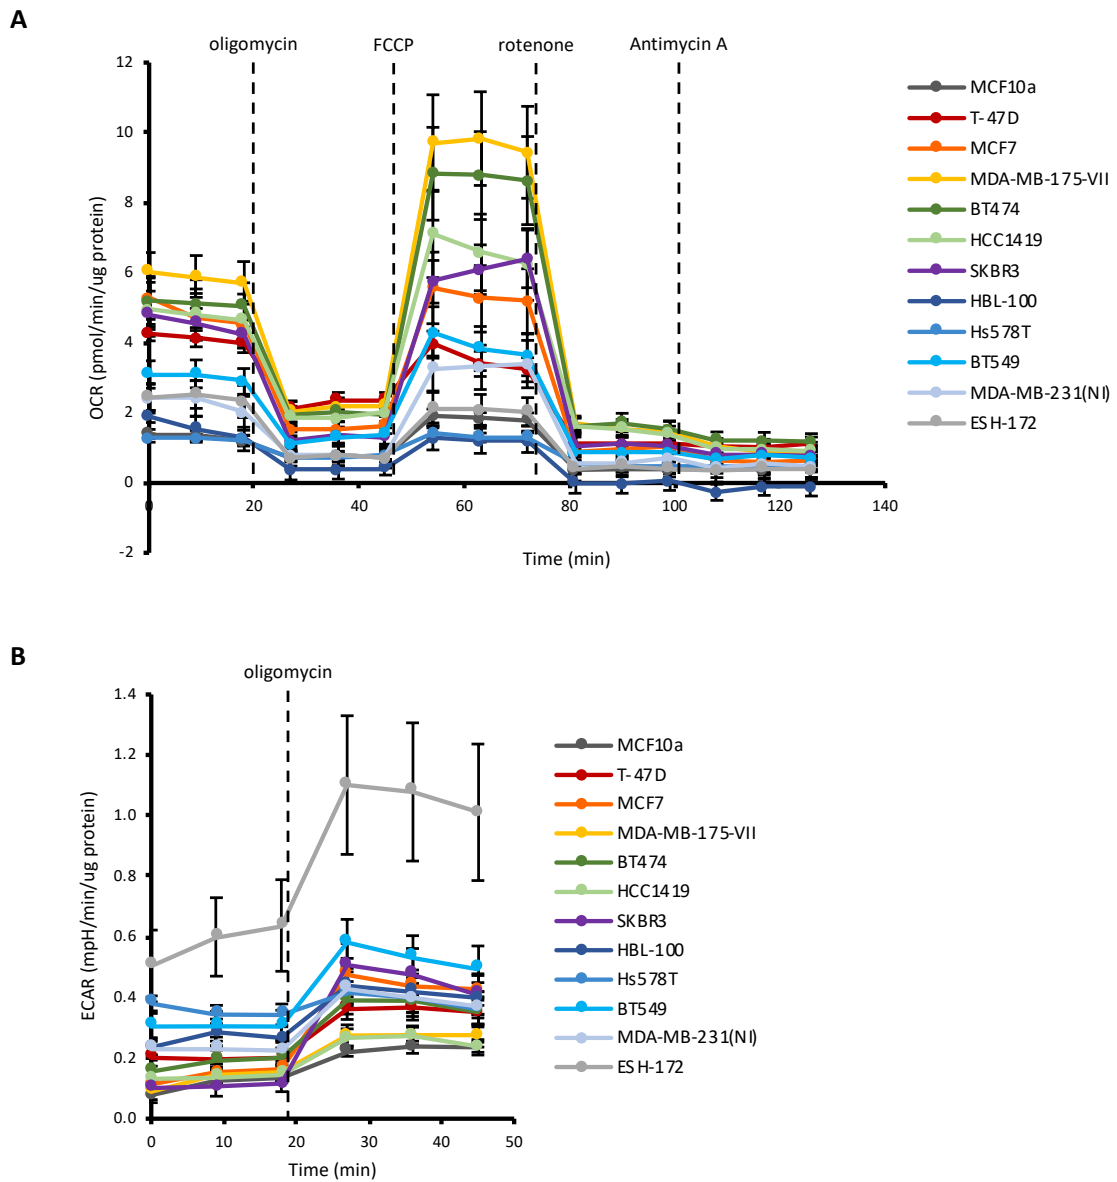 A
oligomycin FCCP rotenone Antimycin A
12
10
8
6
4
2
0
-2
OCR (pmol/min/ug protein)
0 20 40 60 80 100 120 140
Time (min)
MCF10a
T-47D
MCF7
MDA-MB-175-VII
BT474
HCC1419
SKBR3
HBL-100
Hs578T
BT549
MDA-MB-231(NI)
ESH-172
B
oligomycin
1.4
1.2
1.0
0.8
0.6
0.4
0.2
0.0
ECAR (mpH/min/ug protein)
0 10 20 30 40 50
Time (min)
MCF10a
T-47D
MCF7
MDA-MB-175-VII
BT474
HCC1419
SKBR3
HBL-100
Hs578T
BT549
MDA-MB-231(NI)
ESH-172